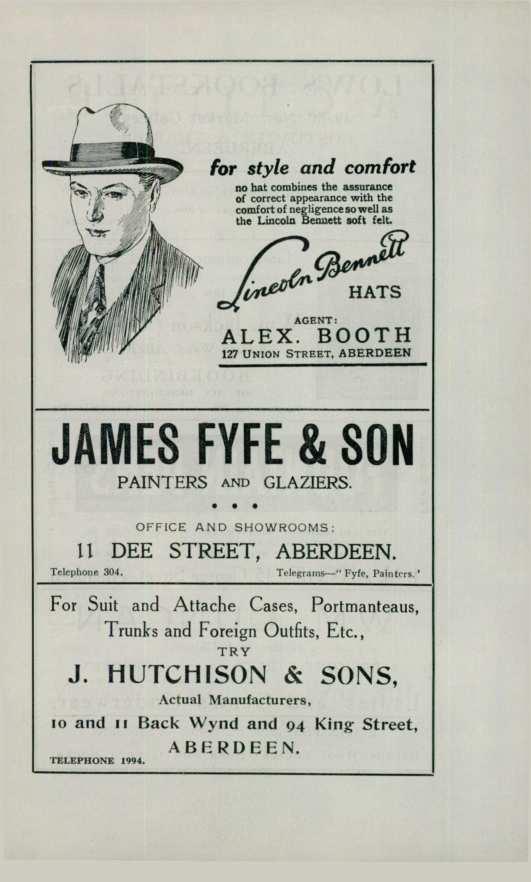 for style and comfort
no hat combines the assurance
of correct appearance with the
comfort of negligence so well as
the Lincoln Bennett soft felt.
Lincoln Bennett
HATS
AGENT:
ALEX. BOOTH
127 UNION STREET, ABERDEEN
JAMES FYFE & SON
PAINTERS AND GLAZIERS.
• • •
OFFICE AND SHOWROOMS:
11 DEE STREET, ABERDEEN.
Telephone 304. Telegrams—"Fyfe, Painters.'
For Suit and Attache Cases, Portmanteaus,
Trunks and Foreign Outfits, Etc.,
TRY
J. HUTCHISON & SONS,
Actual Manufacturers,
10 and 11 Back Wynd and 94 King Street,
ABERDEEN.
TELEPHONE 1994.